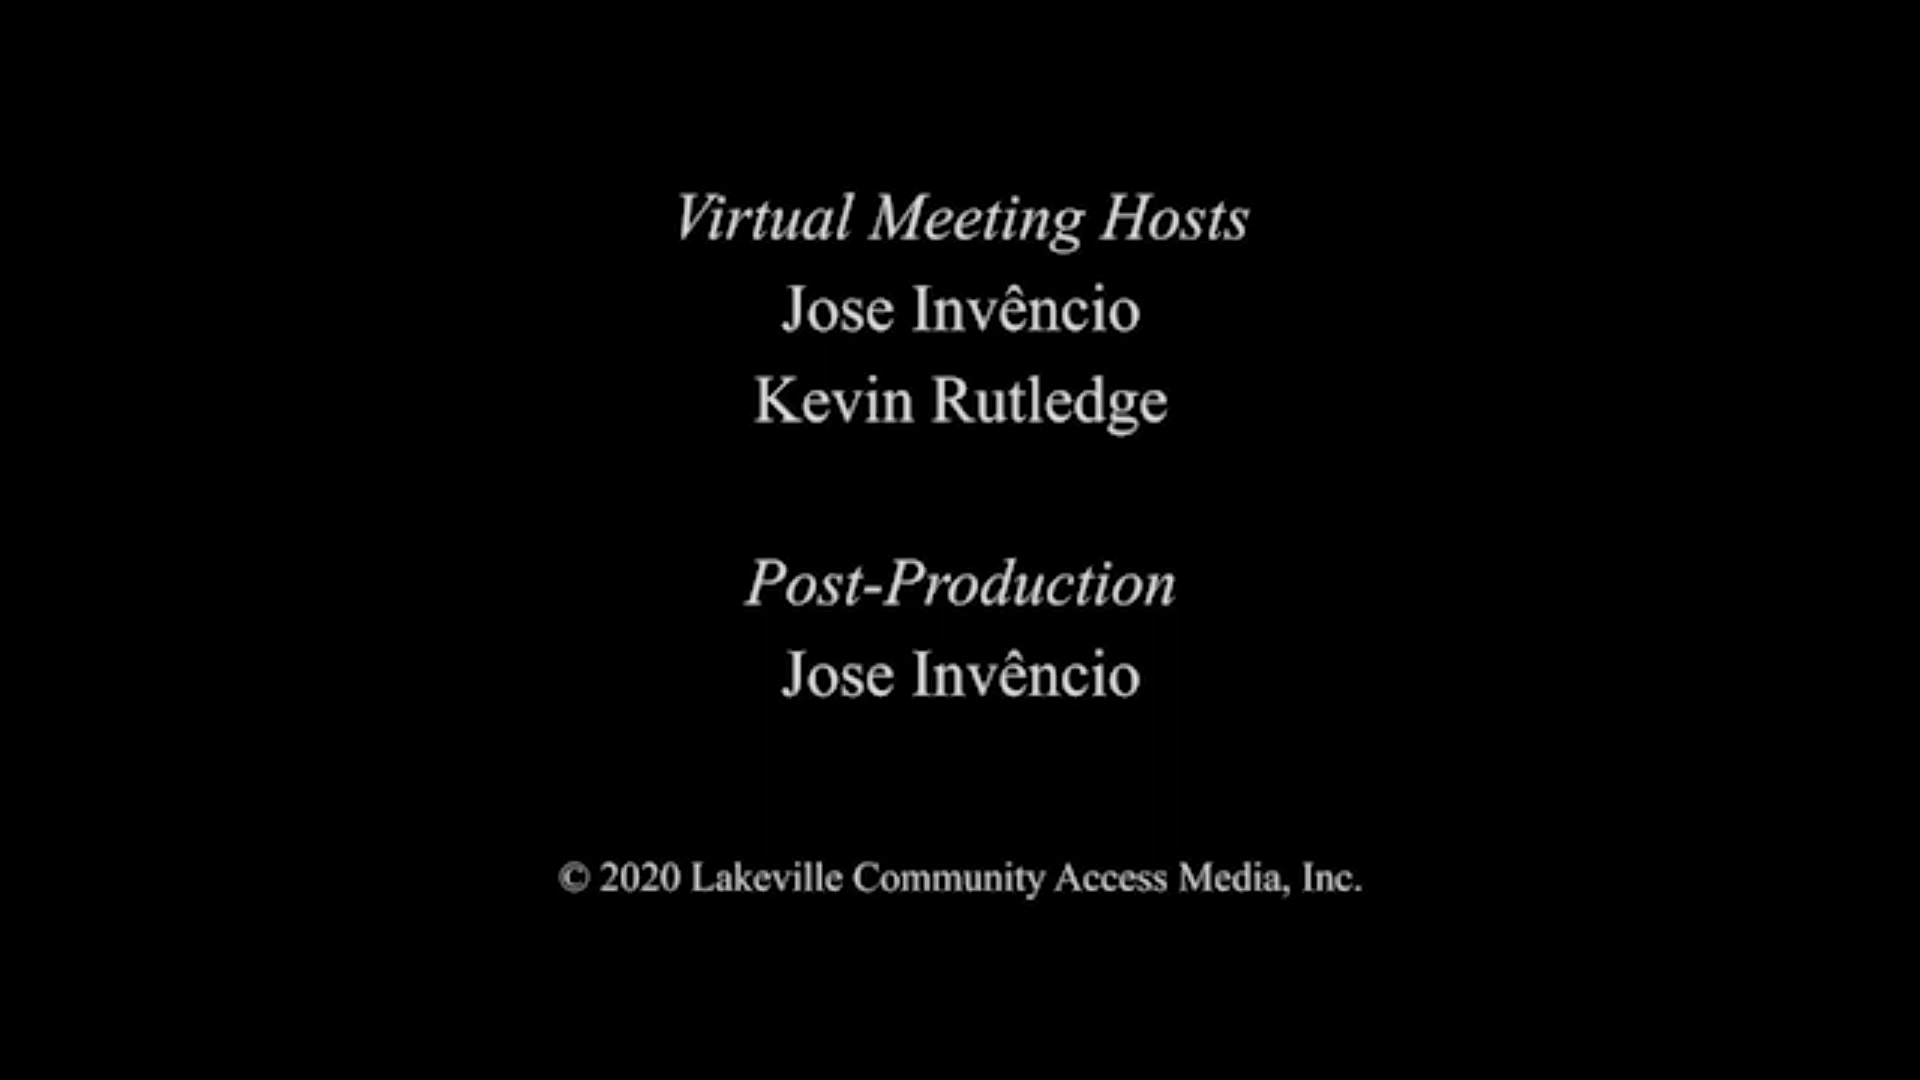 Virtual Meeting Hosts
Jose Invêncio
Kevin Rutledge
Post-Production
Jose Invêncio
© 2020 Lakeville Community Access Media, Inc.